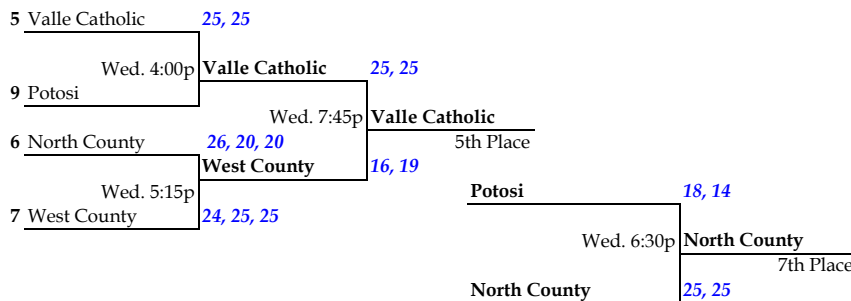 5 Valle Catholic 25, 25
Wed. 4:00p Valle Catholic 25, 25
9 Potosi
Wed. 7:45p Valle Catholic
6 North County 26, 20, 20 5th Place
West County 16, 19
Wed. 5:15p Potosi 18, 14
7 West County 24, 25, 25
Wed. 6:30p North County
7th Place
North County 25, 25